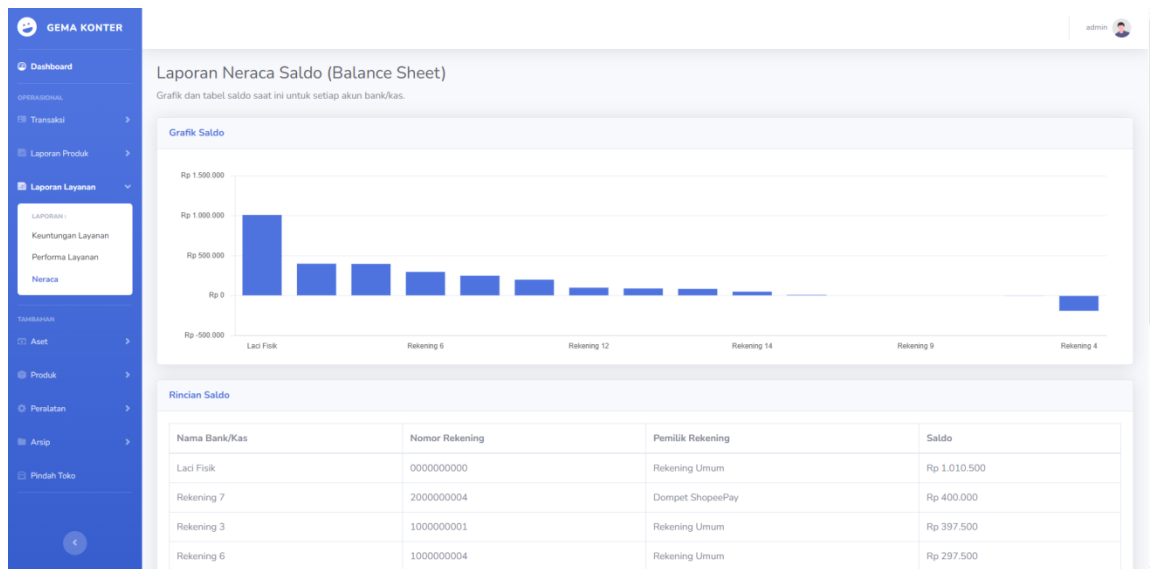 GEMA KONTER
admin
Dashboard
OPERASIONAL
Transaksi
Laporan Produk
Laporan Layanan
LAPORAN :
Keuntungan Layanan
Performa Layanan
Neraca
TAMBAHAN
Aset
Produk
Peralatan
Arsip
Pindah Toko
Laporan Neraca Saldo (Balance Sheet)
Grafik dan tabel saldo saat ini untuk setiap akun bank/kas.
Grafik Saldo
Rp 1.500.000
Rp 1.000.000
Rp 500.000
Rp 0
Rp -500.000
Laci Fisik Rekening 6 Rekening 12 Rekening 14 Rekening 9 Rekening 4
Rincian Saldo
Nama Bank/Kas Nomor Rekening Pemilik Rekening Saldo
Laci Fisik 0000000000 Rekening Umum Rp 1.010.500
Rekening 7 2000000004 Dompet ShopeePay Rp 400.000
Rekening 3 1000000001 Rekening Umum Rp 397.500
Rekening 6 1000000004 Rekening Umum Rp 297.500